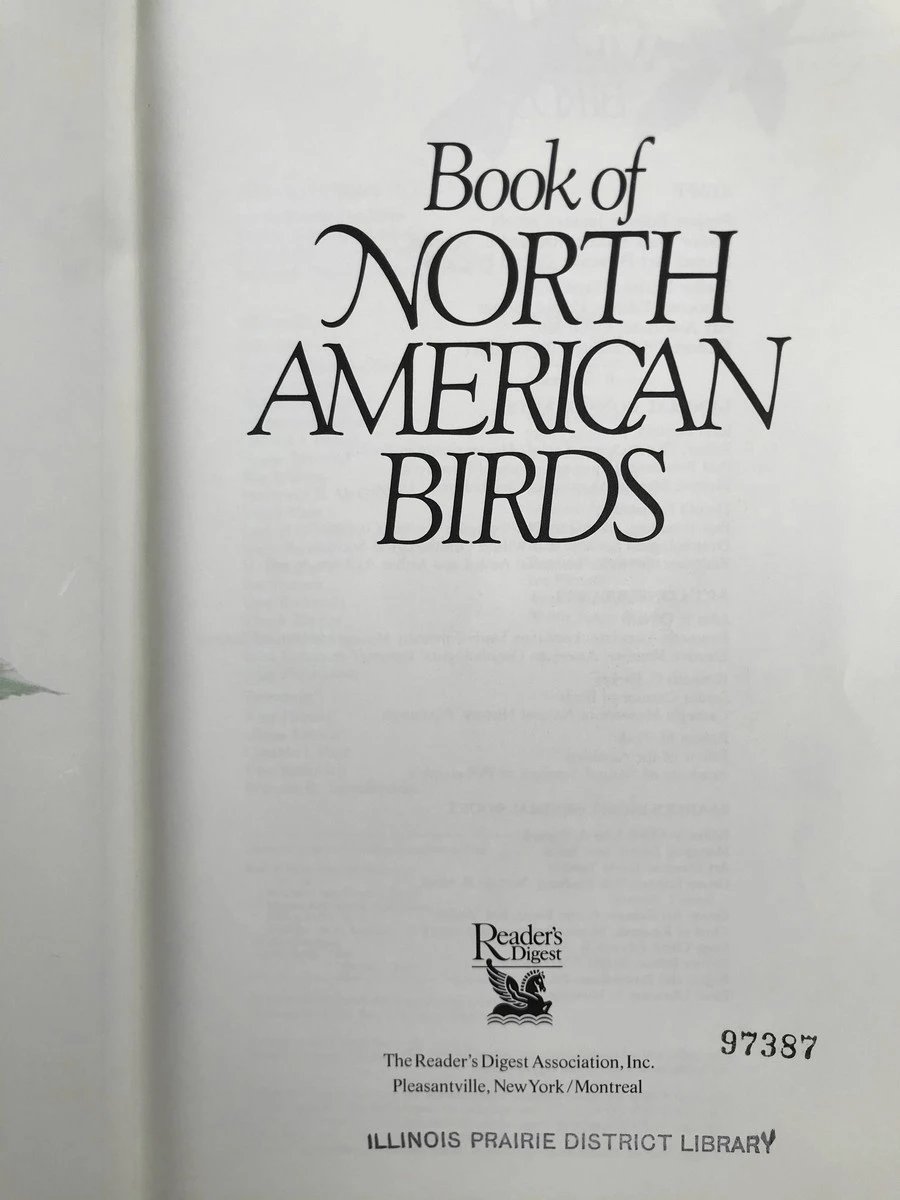 Book of
NORTH
AMERICAN
BIRDS
Reader's
Digest
97387
The Reader's Digest Association, Inc.
Pleasantville, New York/Montreal
ILLINOIS PRAIRIE DISTRICT LIBRARY